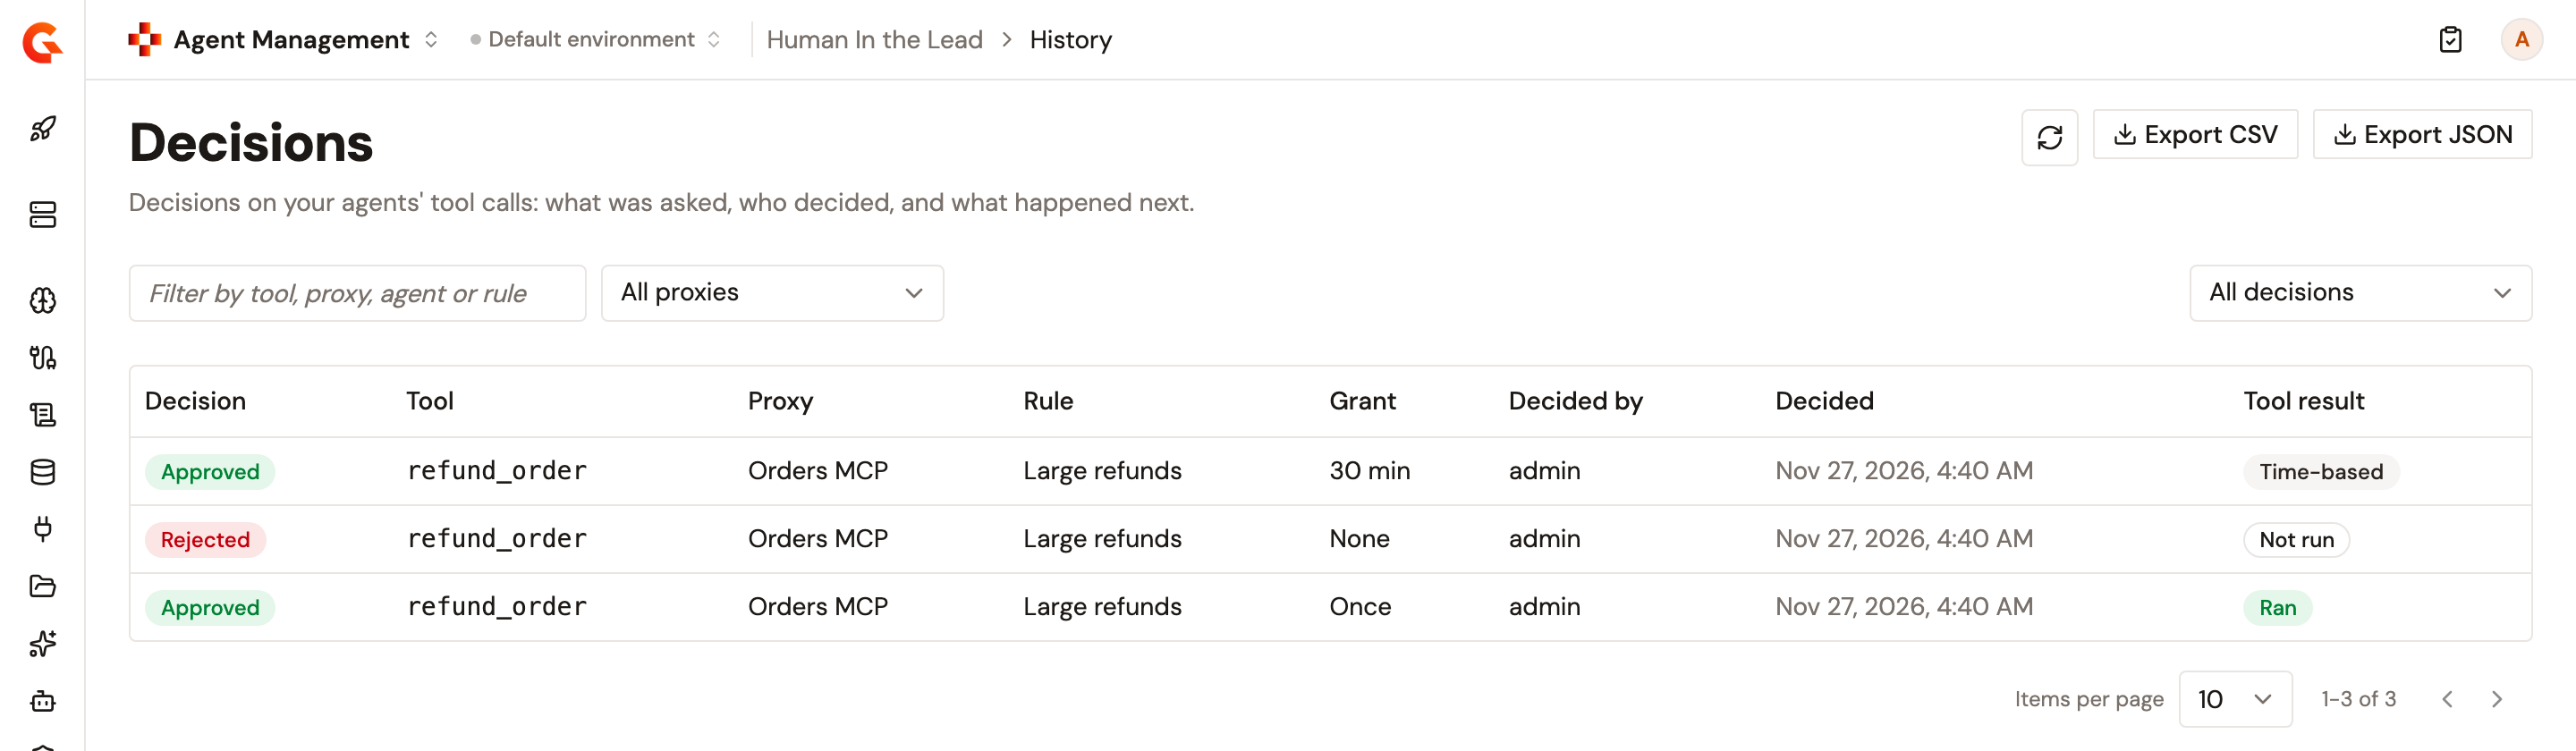 Agent Management
Default environment
Human In the Lead > History
A
Decisions
Export CSV
Export JSON
Decisions on your agents' tool calls: what was asked, who decided, and what happened next.
Filter by tool, proxy, agent or rule
All proxies
All decisions
Decision Tool Proxy Rule Grant Decided by Decided Tool result
Approved refund_order Orders MCP Large refunds 30 min admin Nov 27, 2026, 4:40 AM Time-based
Rejected refund_order Orders MCP Large refunds None admin Nov 27, 2026, 4:40 AM Not run
Approved refund_order Orders MCP Large refunds Once admin Nov 27, 2026, 4:40 AM Ran
Items per page 10 1-3 of 3